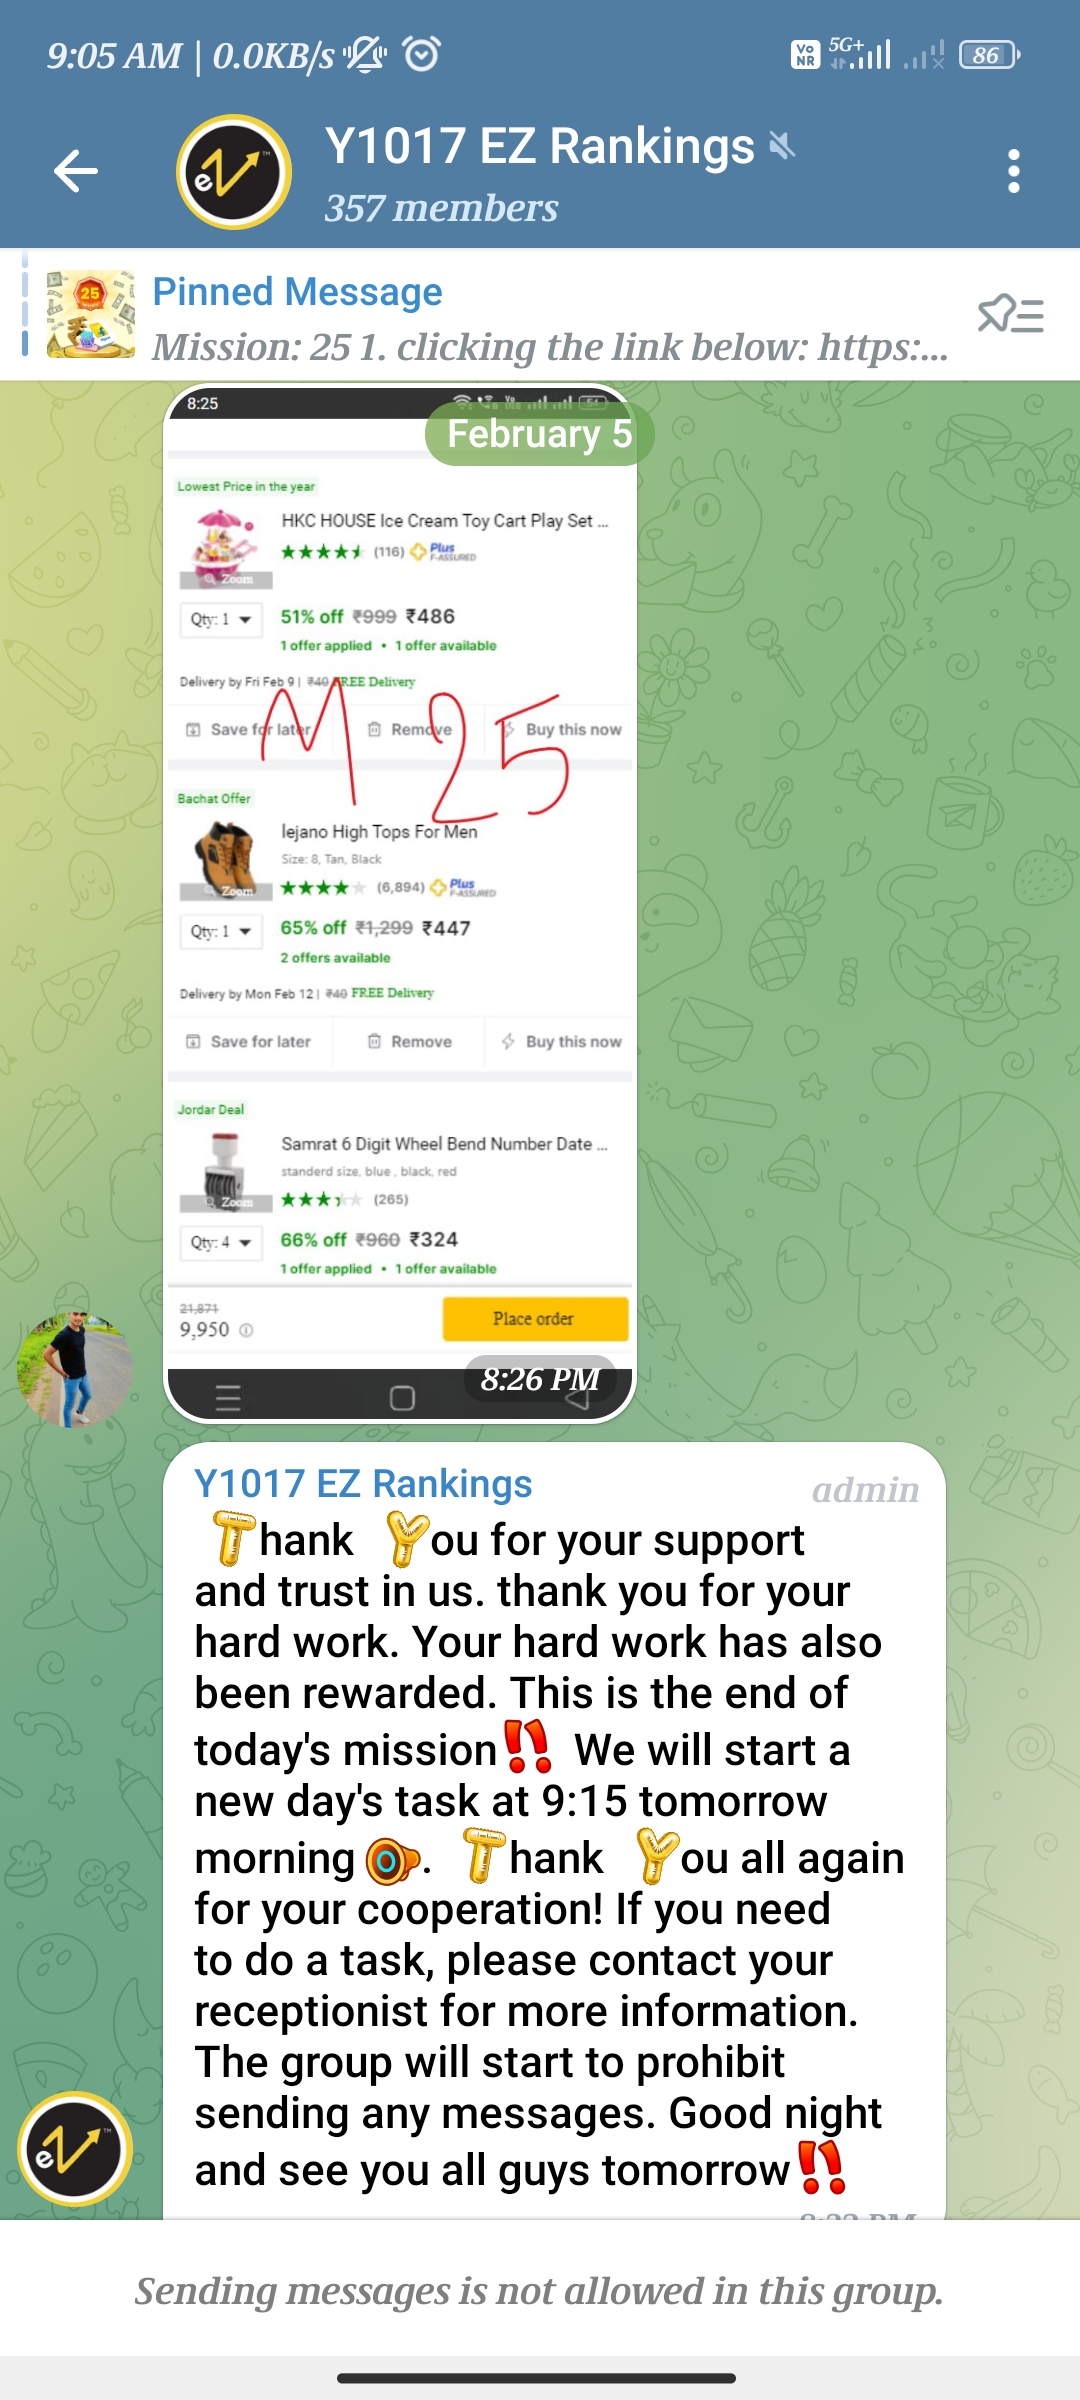 9:05 AM | 0.0KB/s
Vo NR 5G+ 86
Y1017 EZ Rankings
357 members
25
Pinned Message
Mission: 25 1. clicking the link below: https:...
8:25
54
February 5
Lowest Price in the year
HKC HOUSE Ice Cream Toy Cart Play Set ...
(116) Plus
F-ASSURED
Zoom
Qty: 1 51% off ₹999 ₹486
1 offer applied • 1 offer available
Delivery by Fri Feb 9 | ₹40 FREE Delivery
M 25
Save for later Remove Buy this now
Bachat Offer
lejano High Tops For Men
Size: 8, Tan, Black
Zoom (6,894) Plus
F-ASSURED
Qty: 1 65% off ₹1,299 ₹447
2 offers available
Delivery by Mon Feb 12 | ₹40 FREE Delivery
Save for later Remove Buy this now
Jordar Deal
Samrat 6 Digit Wheel Bend Number Date ...
standerd size, blue , black, red
Zoom (265)
Qty: 4 66% off ₹960 ₹324
1 offer applied • 1 offer available
21,871
9,950 Place order
8:26 PM
Y1017 EZ Rankings admin
Thank You for your support
and trust in us. thank you for your
hard work. Your hard work has also
been rewarded. This is the end of
today's mission‼️ We will start a
new day's task at 9:15 tomorrow
morning. Thank You all again
for your cooperation! If you need
to do a task, please contact your
receptionist for more information.
The group will start to prohibit
sending any messages. Good night
and see you all guys tomorrow‼️
Sending messages is not allowed in this group.